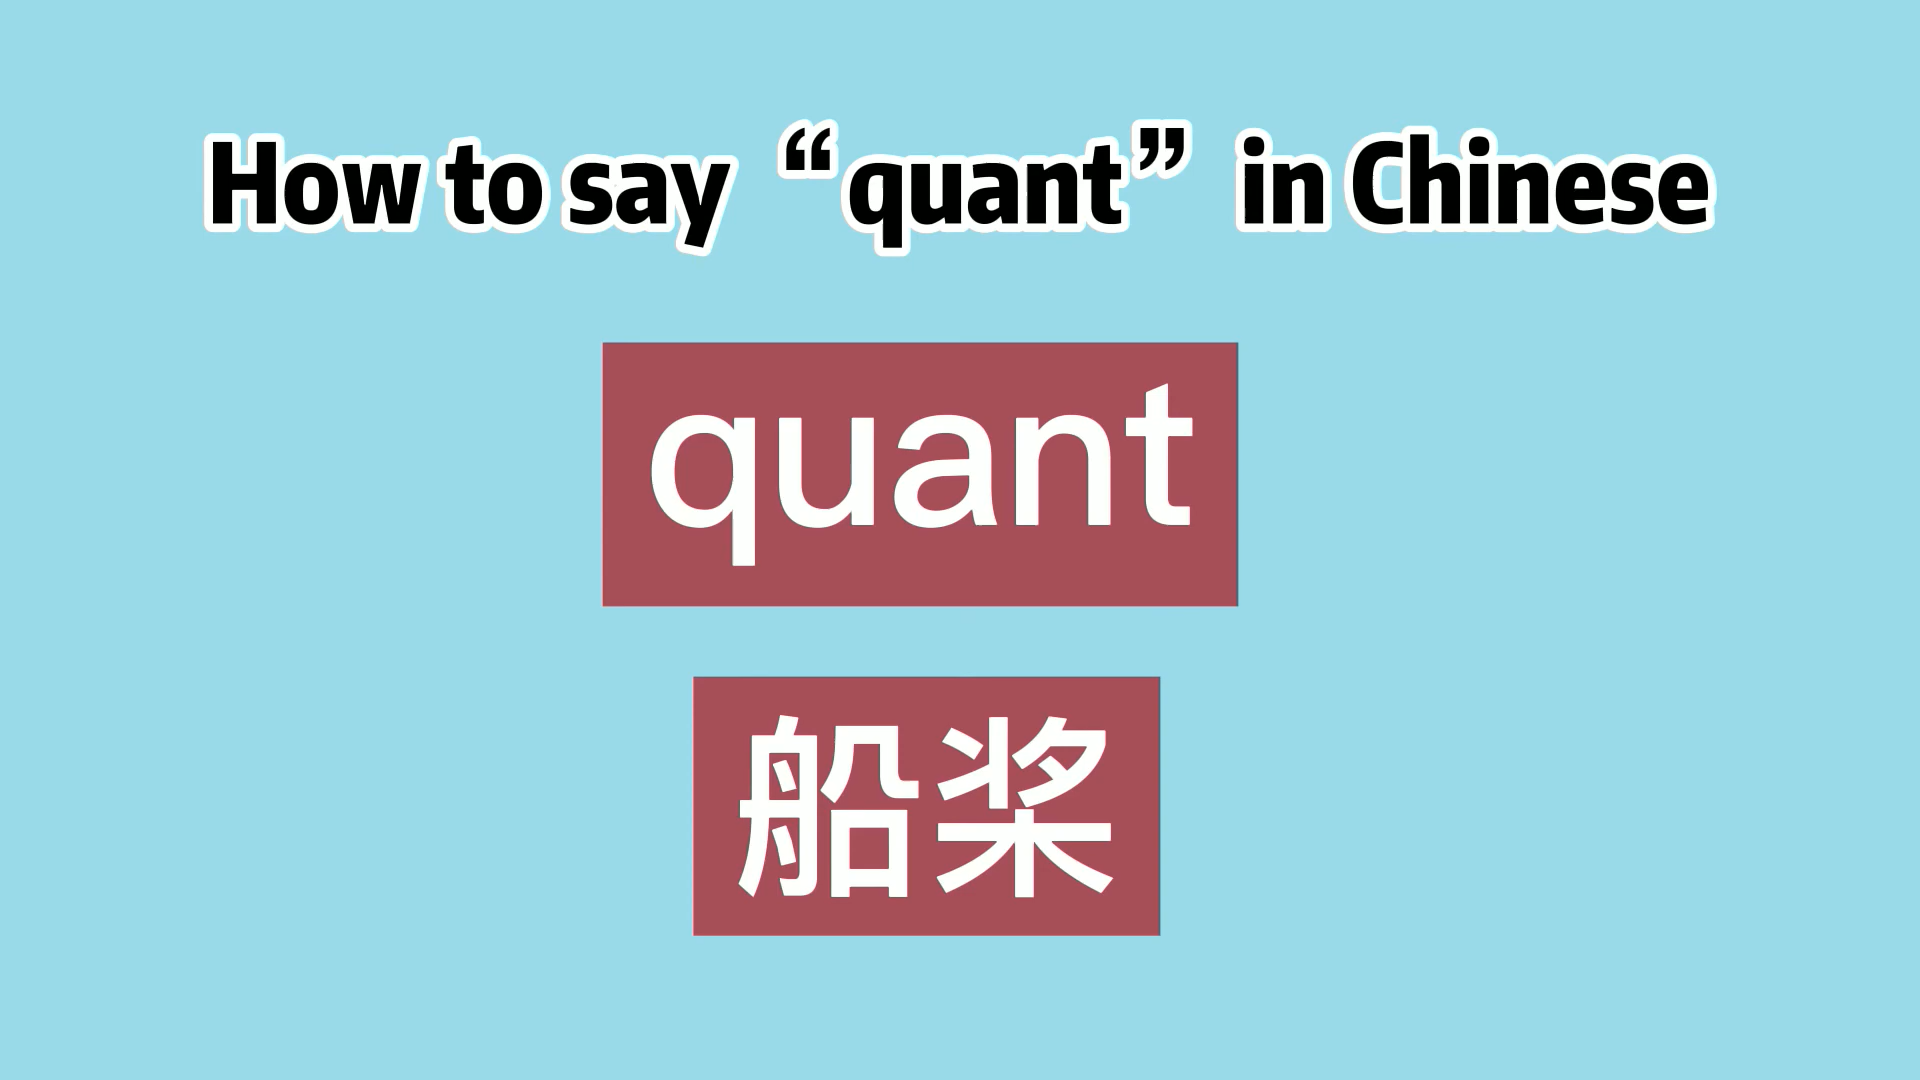 How to say “quant” in Chinese
quant
船桨